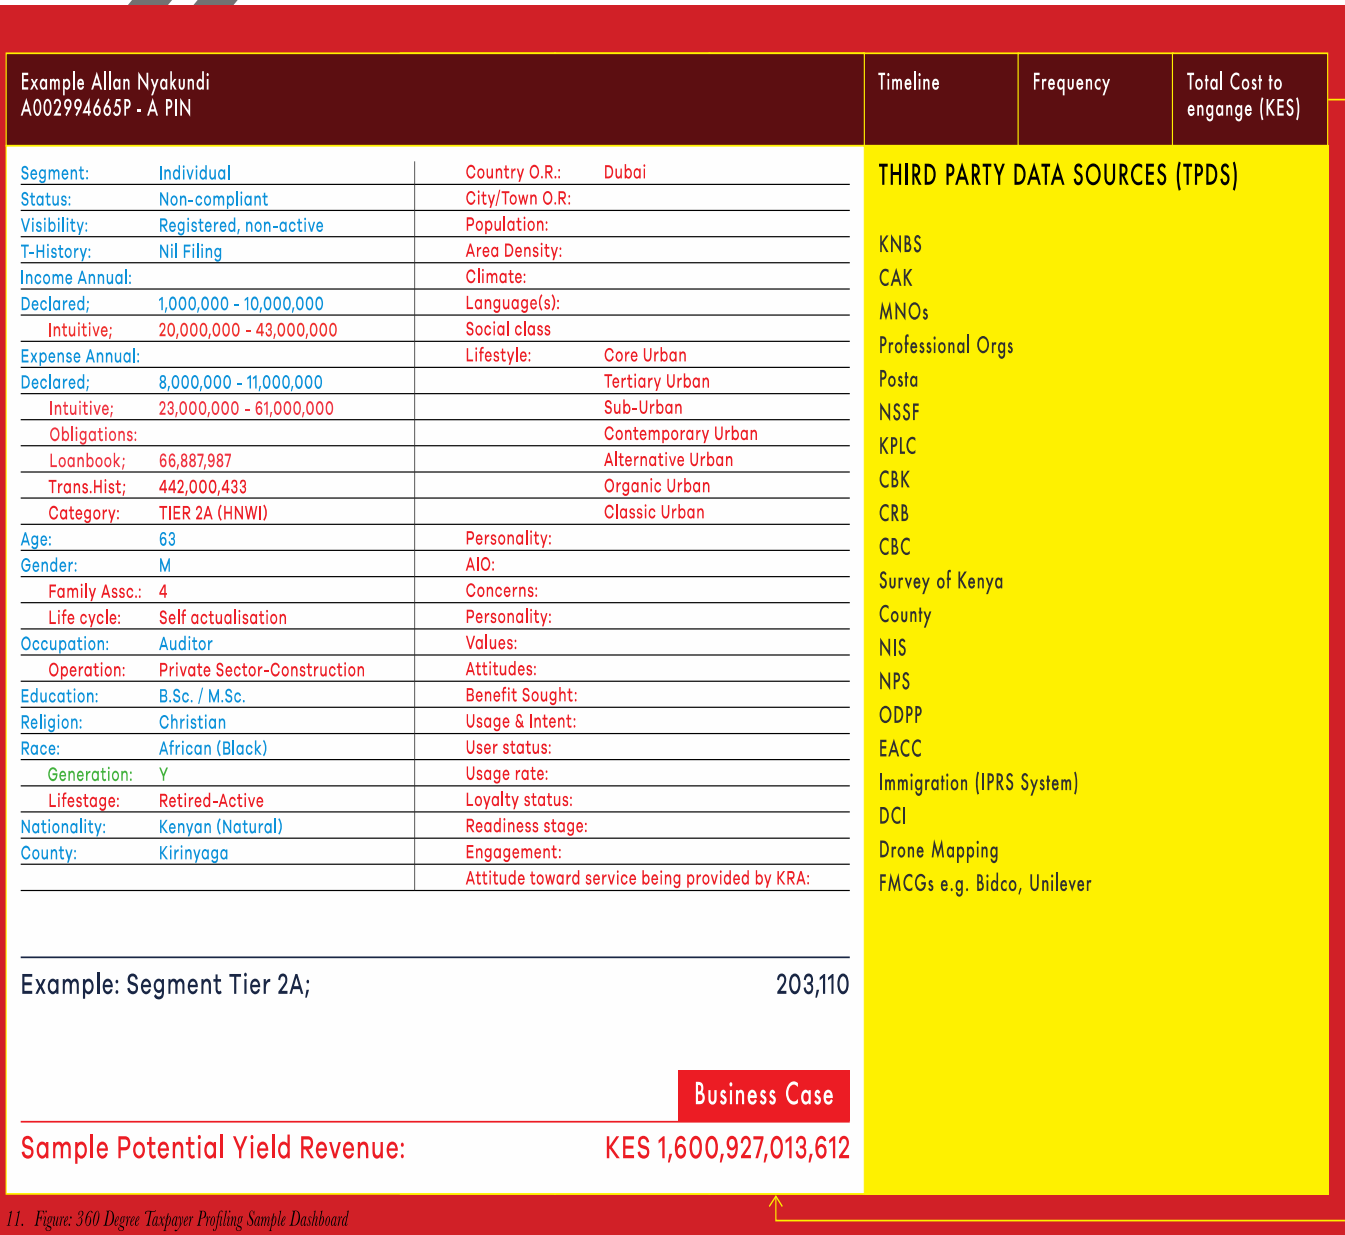 Example Allan Nyakundi
A002994665P - A PIN
Timeline
Frequency
Total Cost to
engange (KES)
Segment: Individual
Status: Non-compliant
Visibility: Registered, non-active
T-History: Nil Filing
Income Annual:
Declared; 1,000,000 - 10,000,000
Intuitive; 20,000,000 - 43,000,000
Expense Annual:
Declared; 8,000,000 - 11,000,000
Intuitive; 23,000,000 - 61,000,000
Obligations:
Loanbook; 66,887,987
Trans.Hist; 442,000,433
Category: TIER 2A (HNWI)
Age: 63
Gender: M
Family Assc.: 4
Life cycle: Self actualisation
Occupation: Auditor
Operation: Private Sector-Construction
Education: B.Sc. / M.Sc.
Religion: Christian
Race: African (Black)
Generation: Y
Lifestage: Retired-Active
Nationality: Kenyan (Natural)
County: Kirinyaga
Country O.R.: Dubai
City/Town O.R:
Population:
Area Density:
Climate:
Language(s):
Social class
Lifestyle: Core Urban
Tertiary Urban
Sub-Urban
Contemporary Urban
Alternative Urban
Organic Urban
Classic Urban
Personality:
AIO:
Concerns:
Personality:
Values:
Attitudes:
Benefit Sought:
Usage & Intent:
User status:
Usage rate:
Loyalty status:
Readiness stage:
Engagement:
Attitude toward service being provided by KRA:
THIRD PARTY DATA SOURCES (TPDS)
KNBS
CAK
MNOs
Professional Orgs
Posta
NSSF
KPLC
CBK
CRB
CBC
Survey of Kenya
County
NIS
NPS
ODPP
EACC
Immigration (IPRS System)
DCI
Drone Mapping
FMCGs e.g. Bidco, Unilever
Example: Segment Tier 2A; 203,110
Business Case
Sample Potential Yield Revenue: KES 1,600,927,013,612
11. Figure: 360 Degree Taxpayer Profiling Sample Dashboard